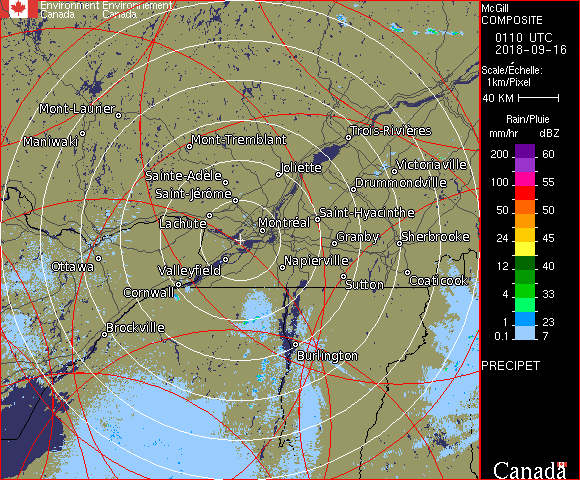 Environment Environnement
Canada Canada
McGill
COMPOSITE
0110 UTC
2018-09-16
Scale/Échelle:
1km/Pixel
40 KM
Rain/Pluie
mm/hr dBZ
200 60
100 55
50 50
24 45
12 40
4 33
1 23
0.1 7
PRECIPET
Canada
Mont-Laurier
Maniwaki
Mont-Tremblant
Trois-Rivières
Joliette
Victoriaville
Sainte-Adèle
Drummondville
Saint-Jérôme
Saint-Hyacinthe
Lachute
Montréal
Granby
Sherbrooke
Ottawa
Valleyfield
Napierville
Sutton
Coaticook
Cornwall
Brockville
Burlington